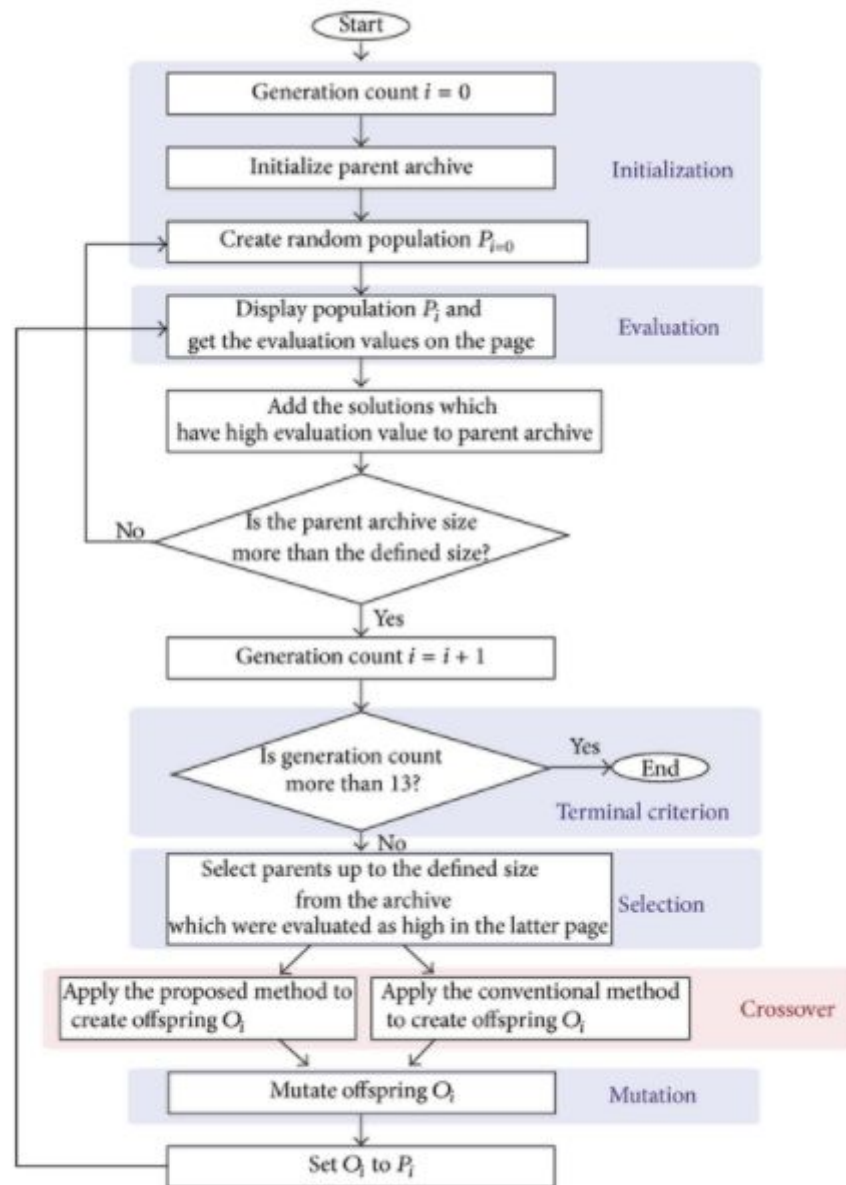 Start
Generation count i = 0
Initialize parent archive
Initialization
Create random population P_{i=0}
Display population P_i and
get the evaluation values on the page
Evaluation
Add the solutions which
have high evaluation value to parent archive
No
Is the parent archive size
more than the defined size?
Yes
Generation count i = i + 1
Is generation count
more than 13?
Yes
End
Terminal criterion
No
Select parents up to the defined size
from the archive
which were evaluated as high in the latter page
Selection
Apply the proposed method to
create offspring O_i
Apply the conventional method
to create offspring O_i
Crossover
Mutate offspring O_i
Mutation
Set O_i to P_i